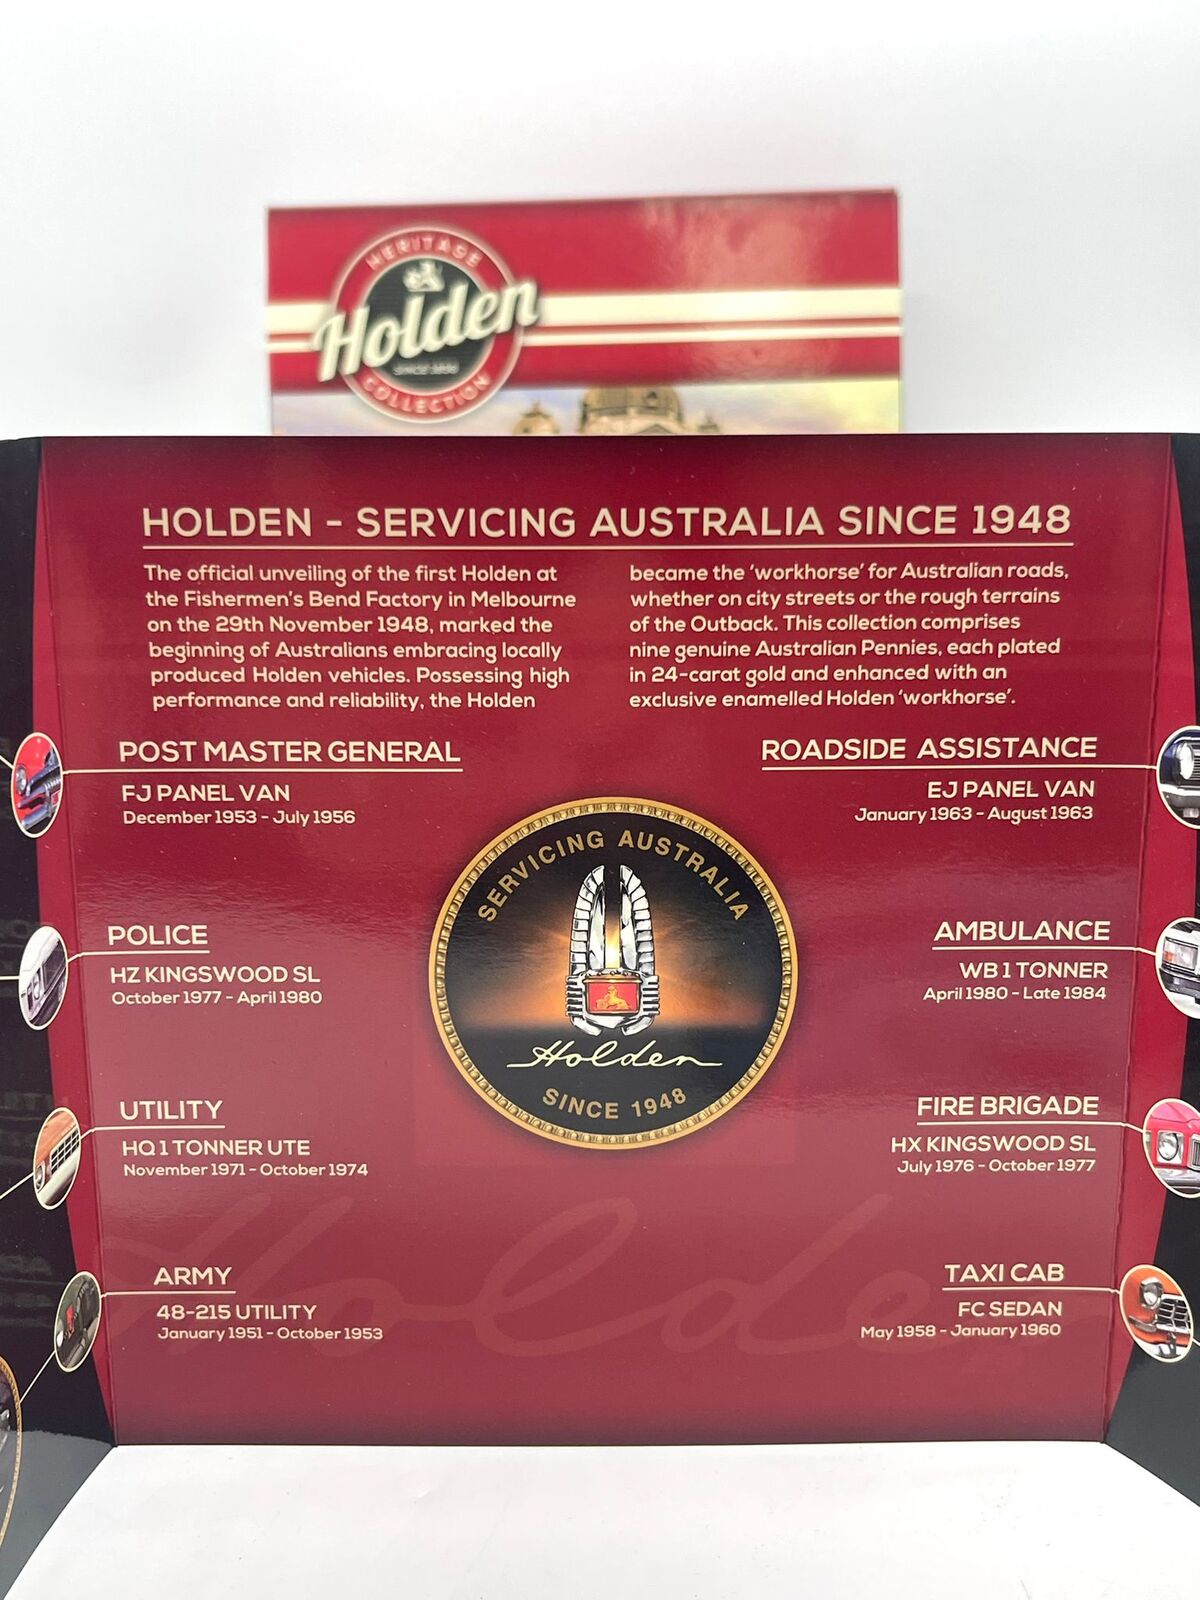 HERITAGE
Holden
SINCE 1856
COLLECTION
HOLDEN - SERVICING AUSTRALIA SINCE 1948
The official unveiling of the first Holden at
the Fishermen's Bend Factory in Melbourne
on the 29th November 1948, marked the
beginning of Australians embracing locally
produced Holden vehicles. Possessing high
performance and reliability, the Holden
became the 'workhorse' for Australian roads,
whether on city streets or the rough terrains
of the Outback. This collection comprises
nine genuine Australian Pennies, each plated
in 24-carat gold and enhanced with an
exclusive enamelled Holden 'workhorse'.
POST MASTER GENERAL
FJ PANEL VAN
December 1953 - July 1956
POLICE
HZ KINGSWOOD SL
October 1977 - April 1980
UTILITY
HQ 1 TONNER UTE
November 1971 - October 1974
ARMY
48-215 UTILITY
January 1951 - October 1953
SERVICING AUSTRALIA
Holden
SINCE 1948
ROADSIDE ASSISTANCE
EJ PANEL VAN
January 1963 - August 1963
AMBULANCE
WB 1 TONNER
April 1980 - Late 1984
FIRE BRIGADE
HX KINGSWOOD SL
July 1976 - October 1977
TAXI CAB
FC SEDAN
May 1958 - January 1960
Holden